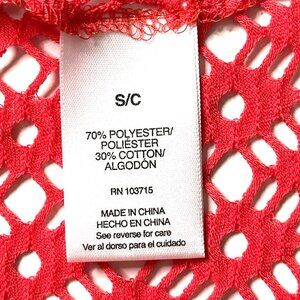 S/C
70% POLYESTER/
POLIÉSTER
30% COTTON/
ALGODÓN
RN 103715
MADE IN CHINA
HECHO EN CHINA
See reverse for care
Ver al dorso para el cuidado